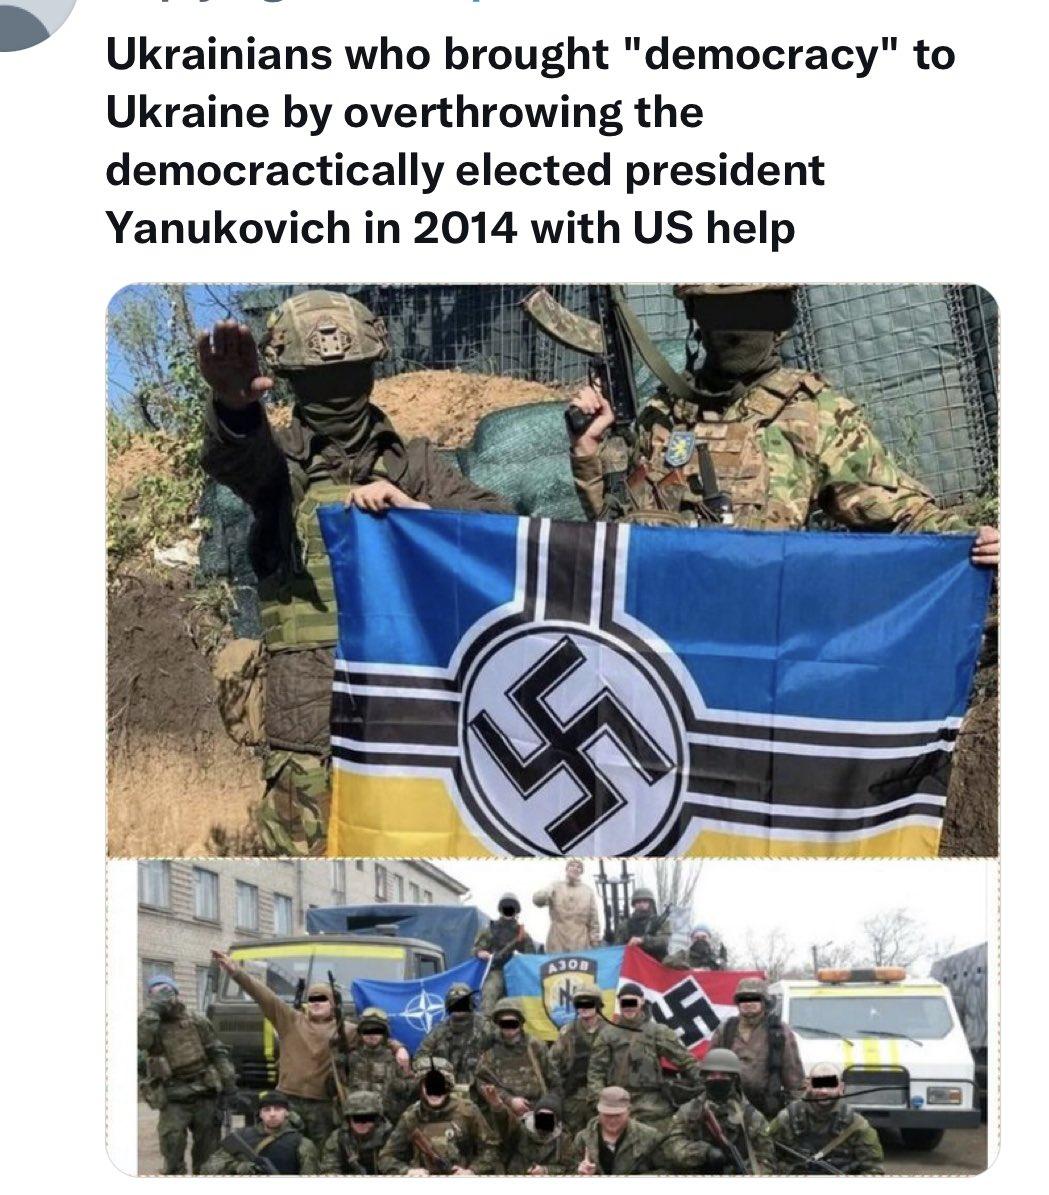 Ukrainians who brought "democracy" to
Ukraine by overthrowing the
democractically elected president
Yanukovich in 2014 with US help
АЗОВ